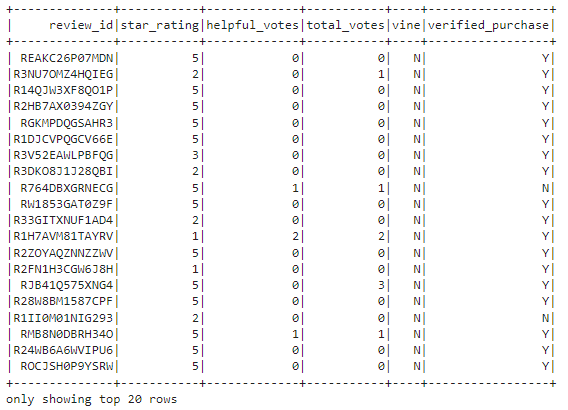 +--------------+-----------+-------------+-----------+----+-----------------+
|     review_id|star_rating|helpful_votes|total_votes|vine|verified_purchase|
+--------------+-----------+-------------+-----------+----+-----------------+
| REAKC26P07MDN|          5|            0|          0|   N|                Y|
|R3NU7OMZ4HQIEG|          2|            0|          1|   N|                Y|
|R14QJW3XF8QO1P|          5|            0|          0|   N|                Y|
|R2HB7AX0394ZGY|          5|            0|          0|   N|                Y|
| RGKMPDQGSAHR3|          5|            0|          0|   N|                Y|
|R1DJCVPQGCV66E|          5|            0|          0|   N|                Y|
|R3V52EAWLPBFQG|          3|            0|          0|   N|                Y|
|R3DKO8J1J28QBI|          2|            0|          0|   N|                Y|
| R764DBXGRNECG|          5|            1|          1|   N|                N|
| RW1853GAT0Z9F|          5|            0|          0|   N|                Y|
|R33GITXNUF1AD4|          2|            0|          0|   N|                Y|
|R1H7AVM81TAYRV|          1|            2|          2|   N|                Y|
|R2ZOYAQZNNZZWV|          5|            0|          0|   N|                Y|
|R2FN1H3CGW6J8H|          1|            0|          0|   N|                Y|
| RJB41Q575XNG4|          5|            0|          3|   N|                Y|
|R28W8BM1587CPF|          5|            0|          0|   N|                Y|
|R1II0M01NIG293|          2|            0|          0|   N|                N|
| RMB8N0DBRH34O|          5|            1|          1|   N|                Y|
|R24WB6A6WVIPU6|          5|            0|          0|   N|                Y|
| ROCJSH0P9YSRW|          5|            0|          0|   N|                Y|
+--------------+-----------+-------------+-----------+----+-----------------+
only showing top 20 rows